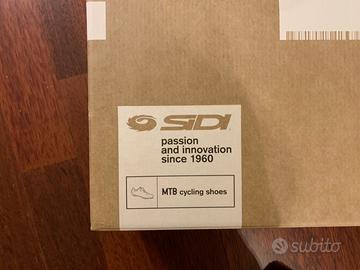 SIDI
passion
and innovation
since 1960
MTB cycling shoes
subito